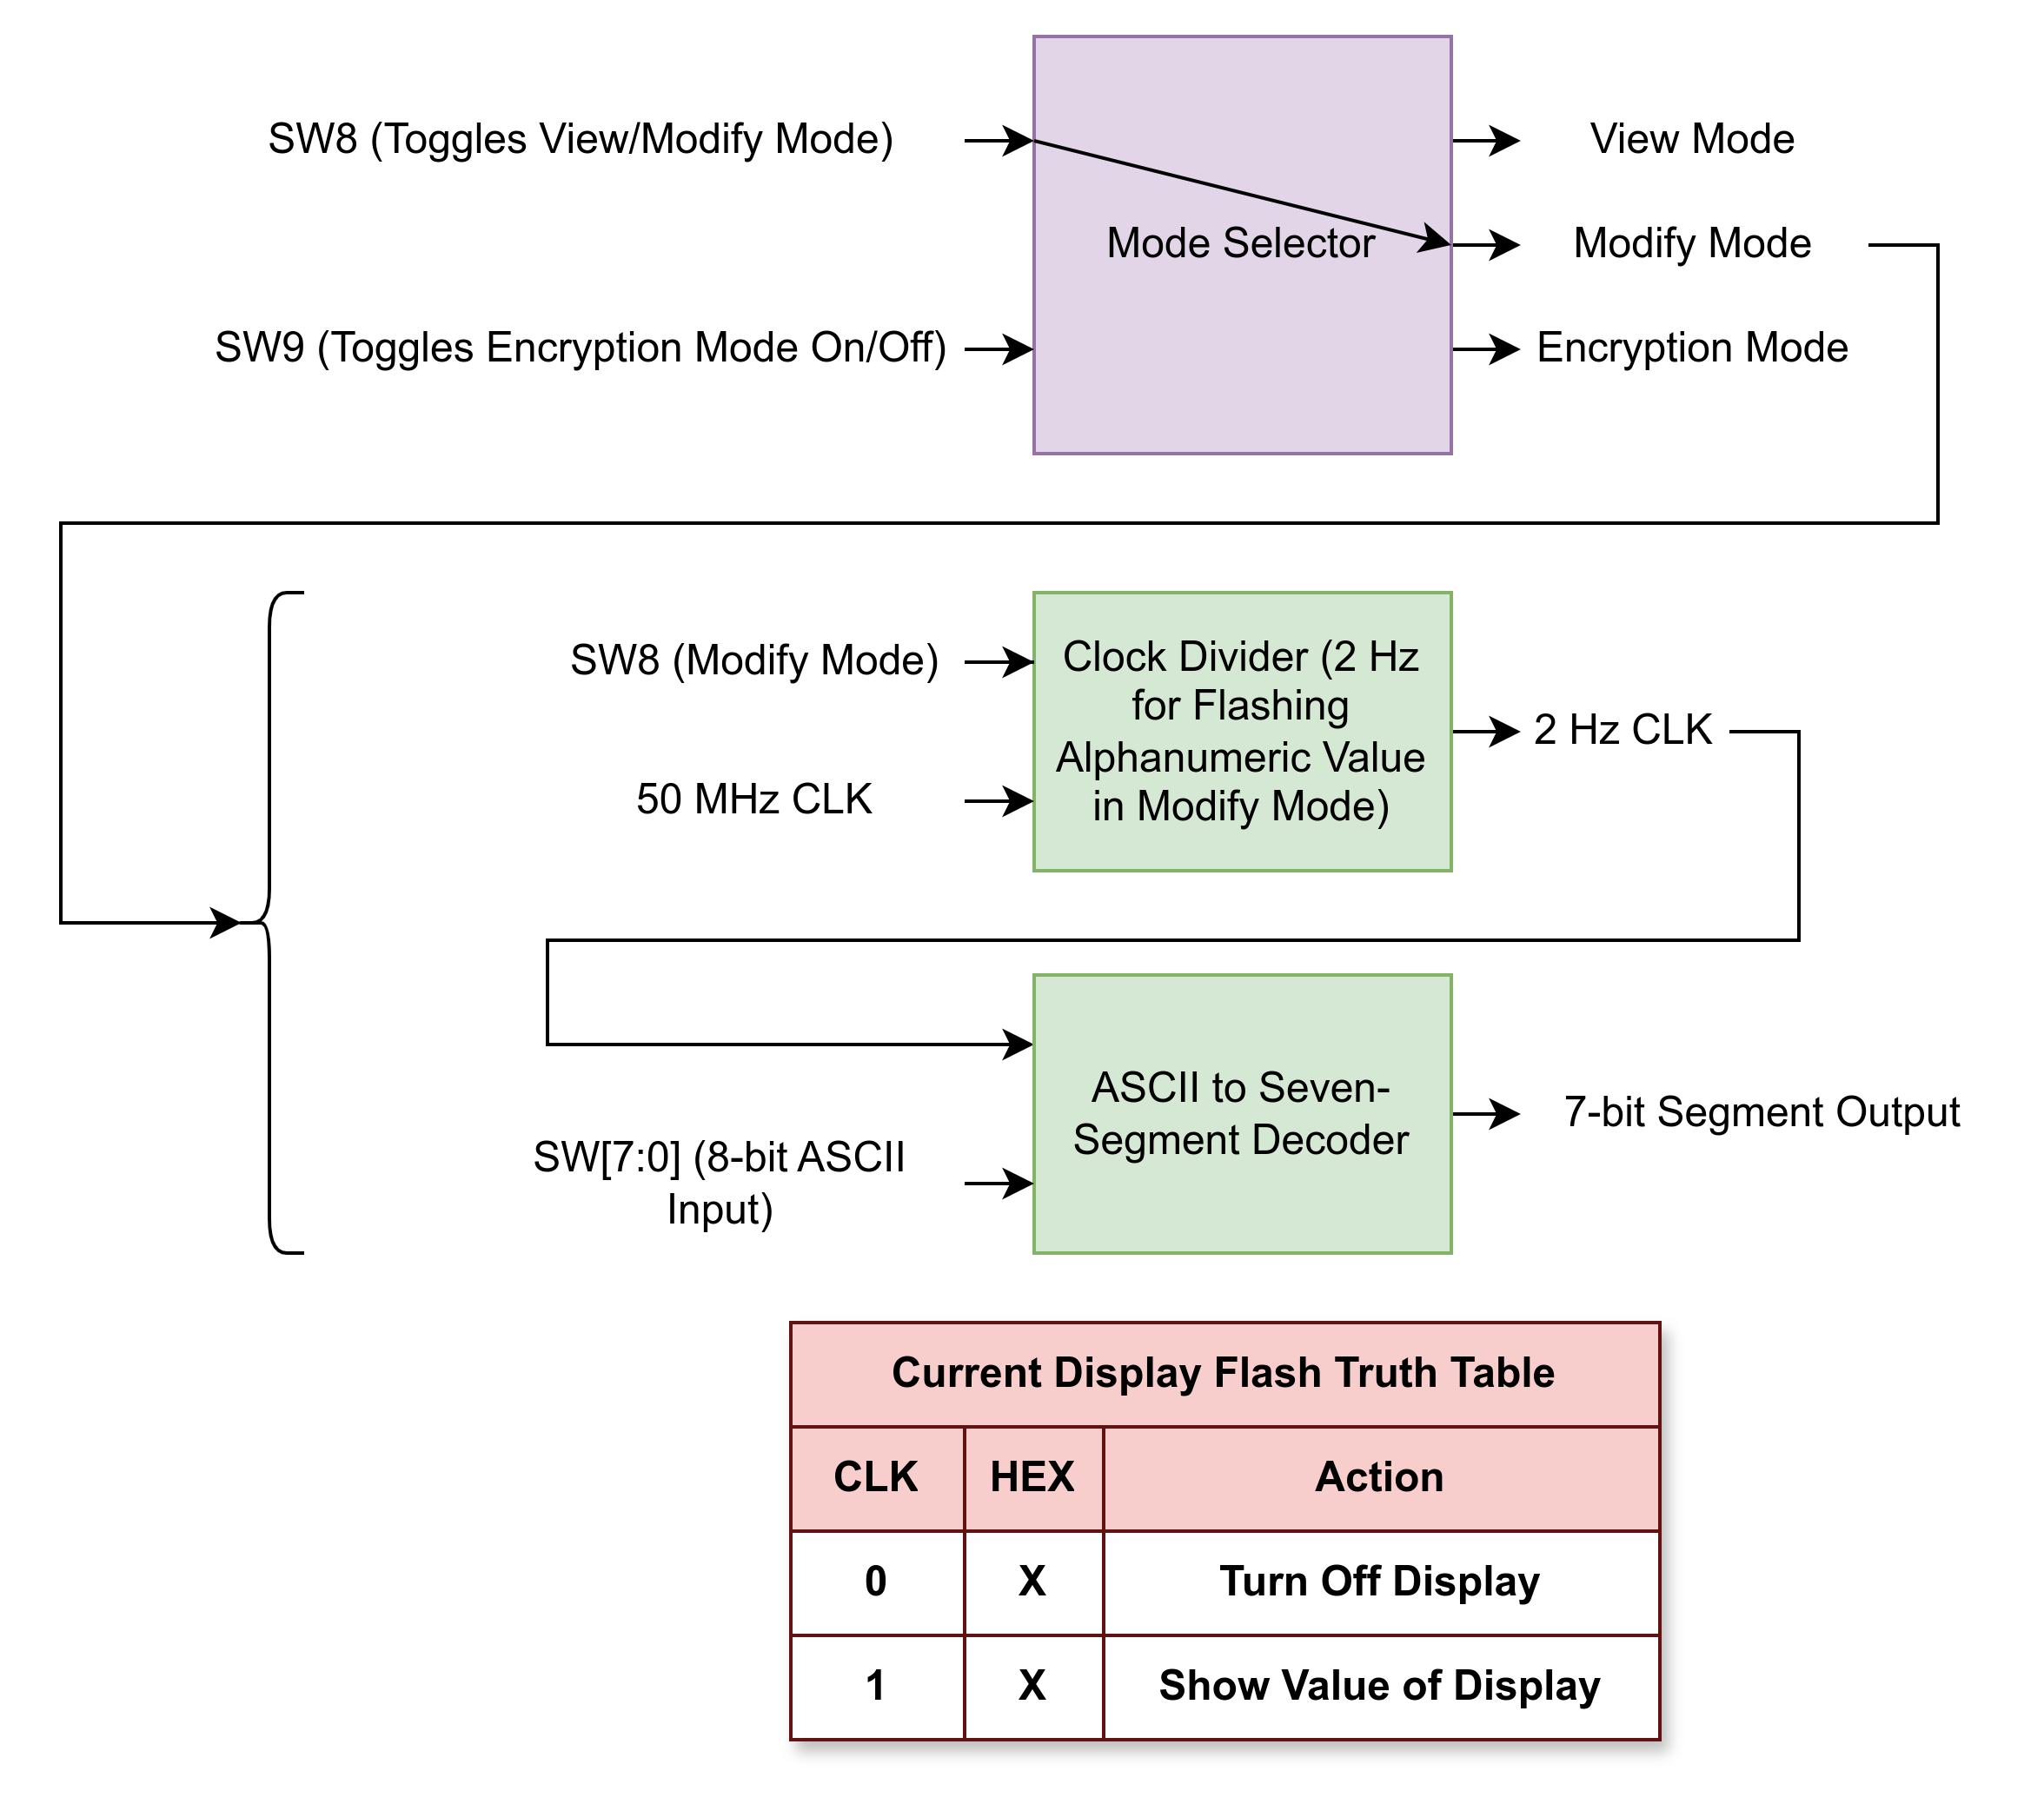 SW8 (Toggles View/Modify Mode)
View Mode
Mode Selector
Modify Mode
SW9 (Toggles Encryption Mode On/Off)
Encryption Mode
SW8 (Modify Mode)
50 MHz CLK
Clock Divider (2 Hz
for Flashing
Alphanumeric Value
in Modify Mode)
2 Hz CLK
SW[7:0] (8-bit ASCII
Input)
ASCII to Seven-
Segment Decoder
7-bit Segment Output
Current Display Flash Truth Table
CLK HEX Action
0 X Turn Off Display
1 X Show Value of Display